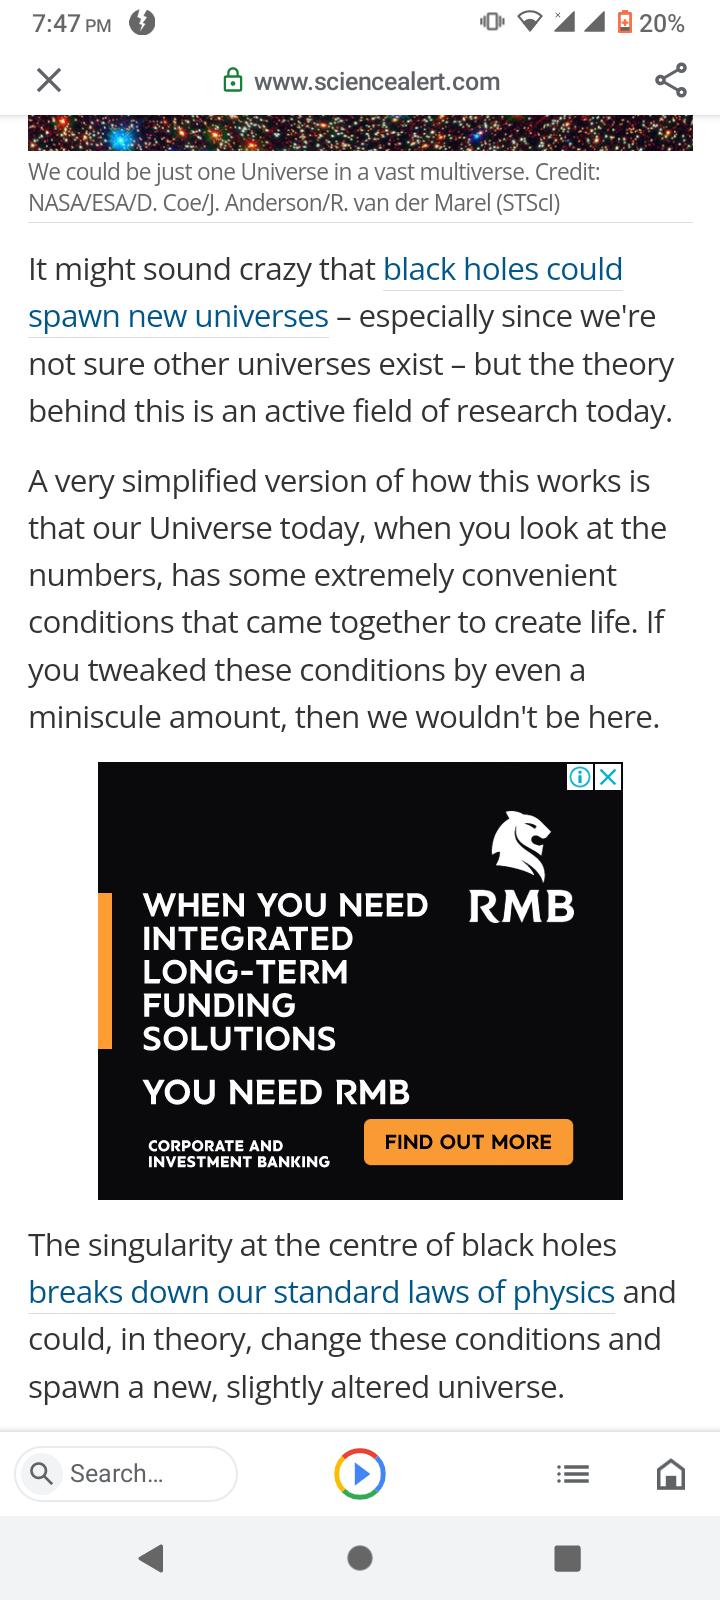 7:47 PM
20%
www.sciencealert.com
We could be just one Universe in a vast multiverse. Credit:
NASA/ESA/D. Coe/J. Anderson/R. van der Marel (STScI)
It might sound crazy that black holes could
spawn new universes – especially since we're
not sure other universes exist – but the theory
behind this is an active field of research today.
A very simplified version of how this works is
that our Universe today, when you look at the
numbers, has some extremely convenient
conditions that came together to create life. If
you tweaked these conditions by even a
miniscule amount, then we wouldn't be here.
RMB
WHEN YOU NEED
INTEGRATED
LONG-TERM
FUNDING
SOLUTIONS
YOU NEED RMB
CORPORATE AND
INVESTMENT BANKING
FIND OUT MORE
The singularity at the centre of black holes
breaks down our standard laws of physics and
could, in theory, change these conditions and
spawn a new, slightly altered universe.
Search...